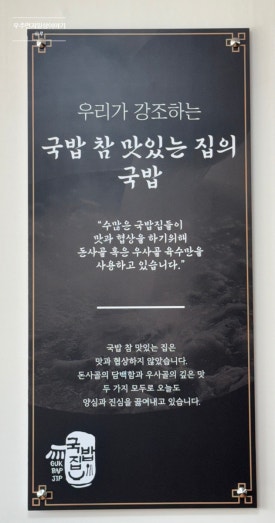 우리가 강조하는
국밥 참 맛있는 집의
국밥
"수많은 국밥집들이
맛과 협상을 하기위해
돈사골 혹은 우사골 육수만을
사용하고 있습니다."
국밥 참 맛있는 집은
맛과 협상하지 않았습니다.
돈사골의 담백함과 우사골의 깊은 맛
두 가지 모두로 오늘도
양심과 진심을 끓여내고 있습니다.
국밥
집
GUK
BAP
JIP